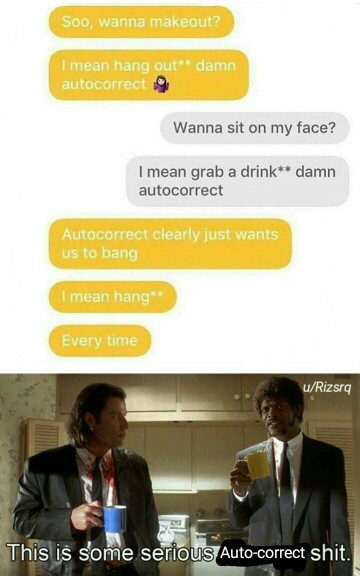 Soo, wanna makeout?
I mean hang out** damn
autocorrect 🤷🏻‍♀️
Wanna sit on my face?
I mean grab a drink** damn
autocorrect
Autocorrect clearly just wants
us to bang
I mean hang**
Every time
u/Rizsrq
This is some serious Auto-correct shit.